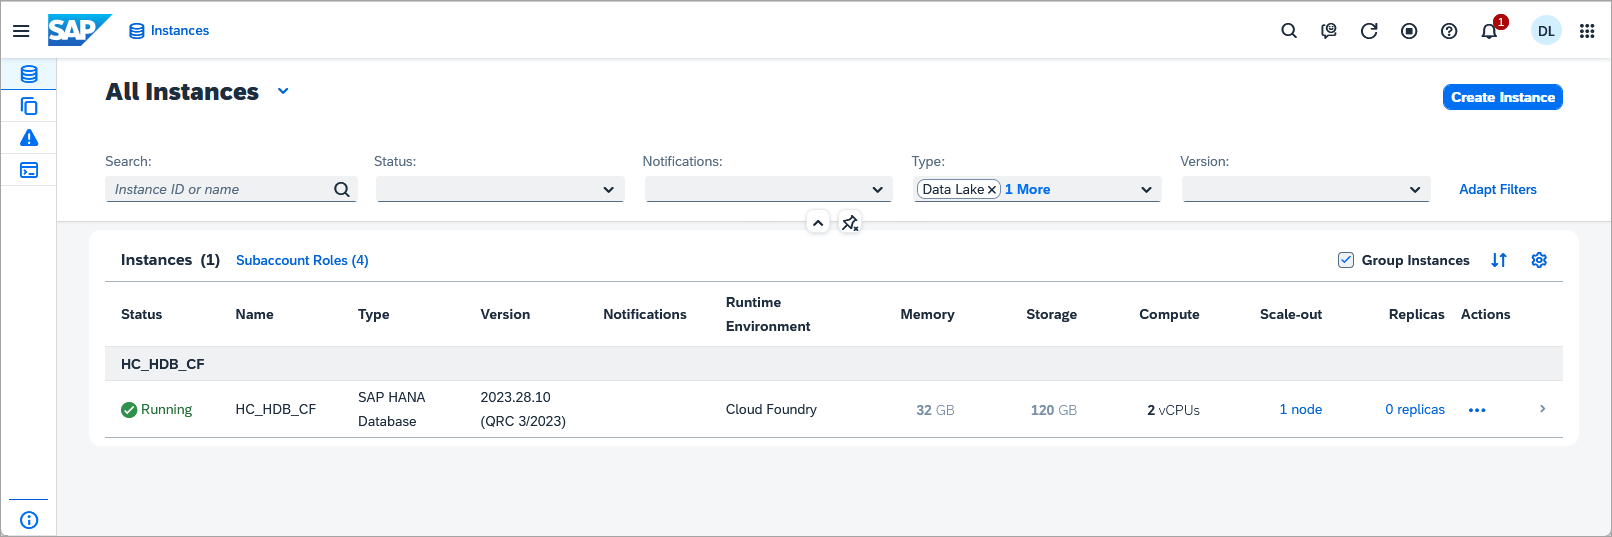 SAP Instances 1 DL
All Instances
Create Instance
Search: Status: Notifications: Type: Version:
Instance ID or name Data Lake 1 More Adapt Filters
Instances (1) Subaccount Roles (4) Group Instances
Status Name Type Version Notifications Runtime Environment Memory Storage Compute Scale-out Replicas Actions
HC_HDB_CF
Running HC_HDB_CF SAP HANA Database 2023.28.10 (QRC 3/2023) Cloud Foundry 32 GB 120 GB 2 vCPUs 1 node 0 replicas